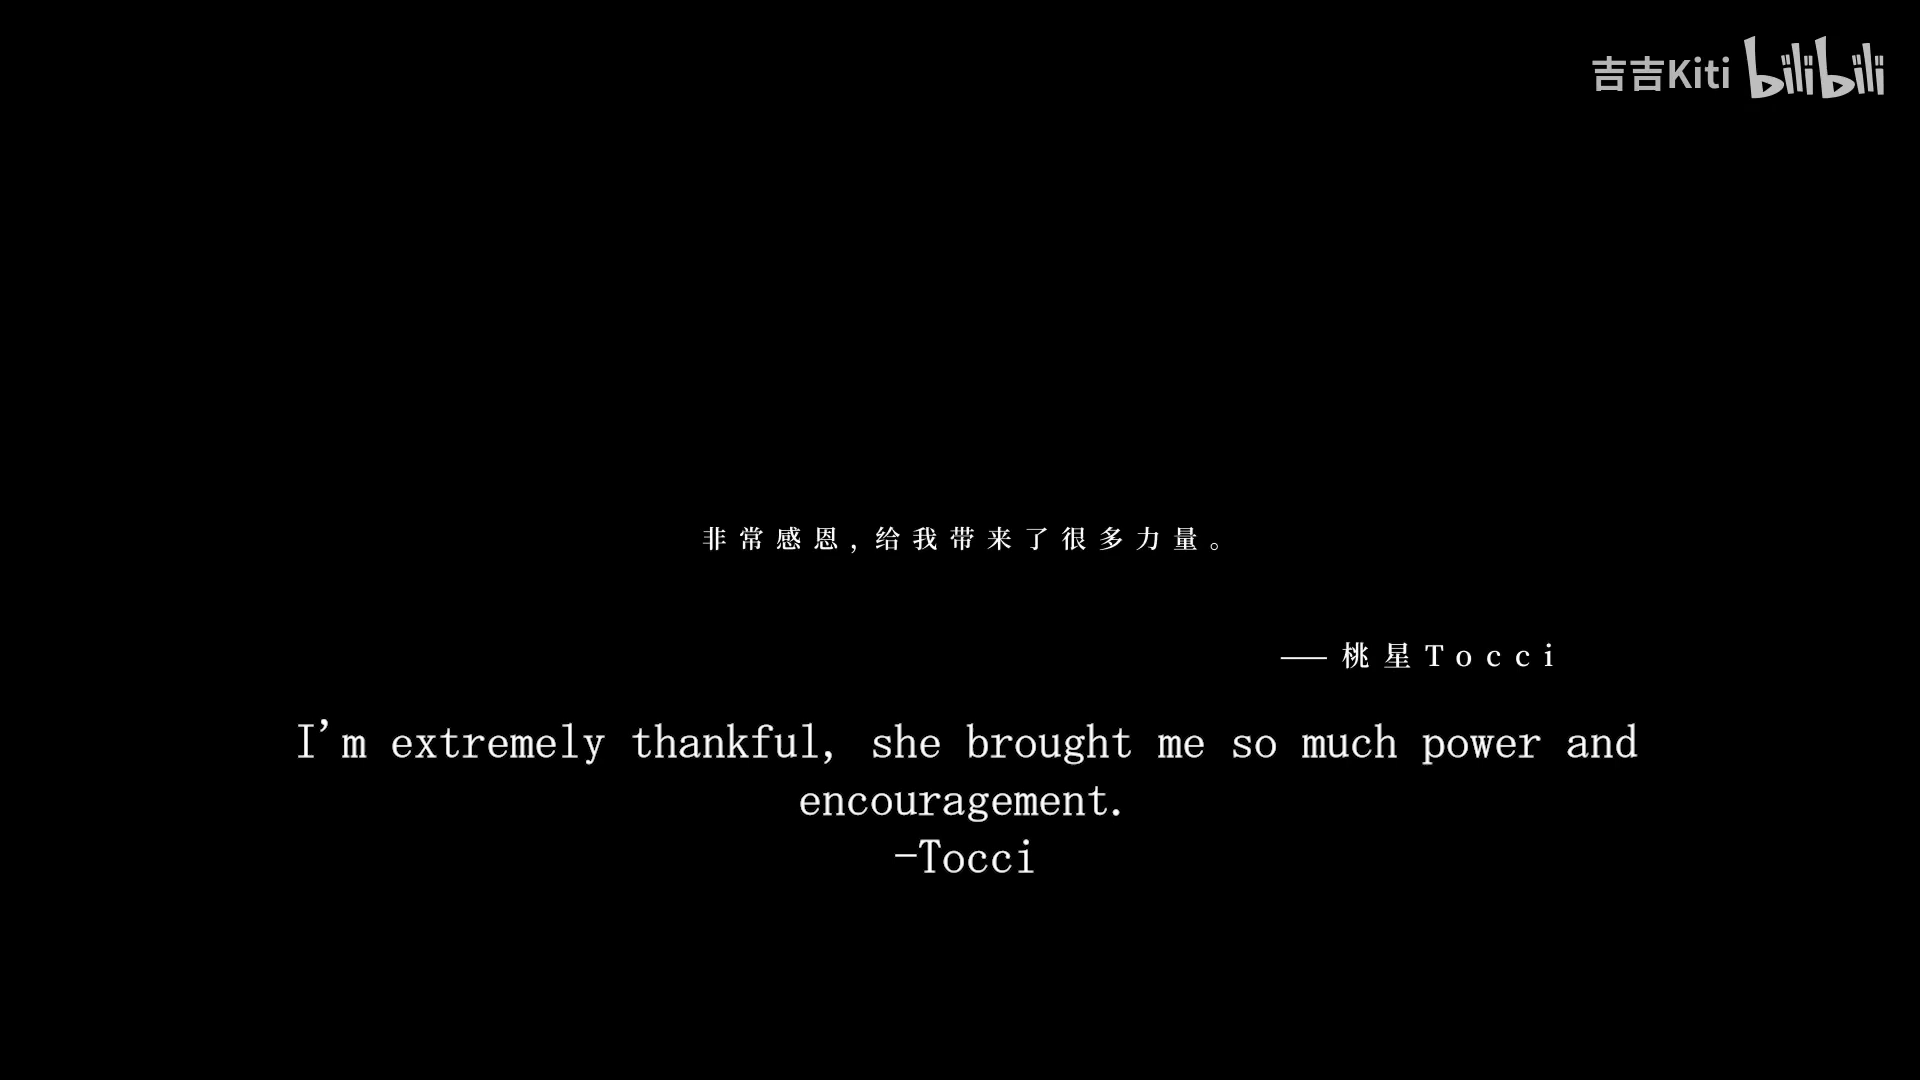 吉吉Kiti bilibili
非常感恩，给我带来了很多力量。
——桃星Tocci
I'm extremely thankful, she brought me so much power and
encouragement.
-Tocci